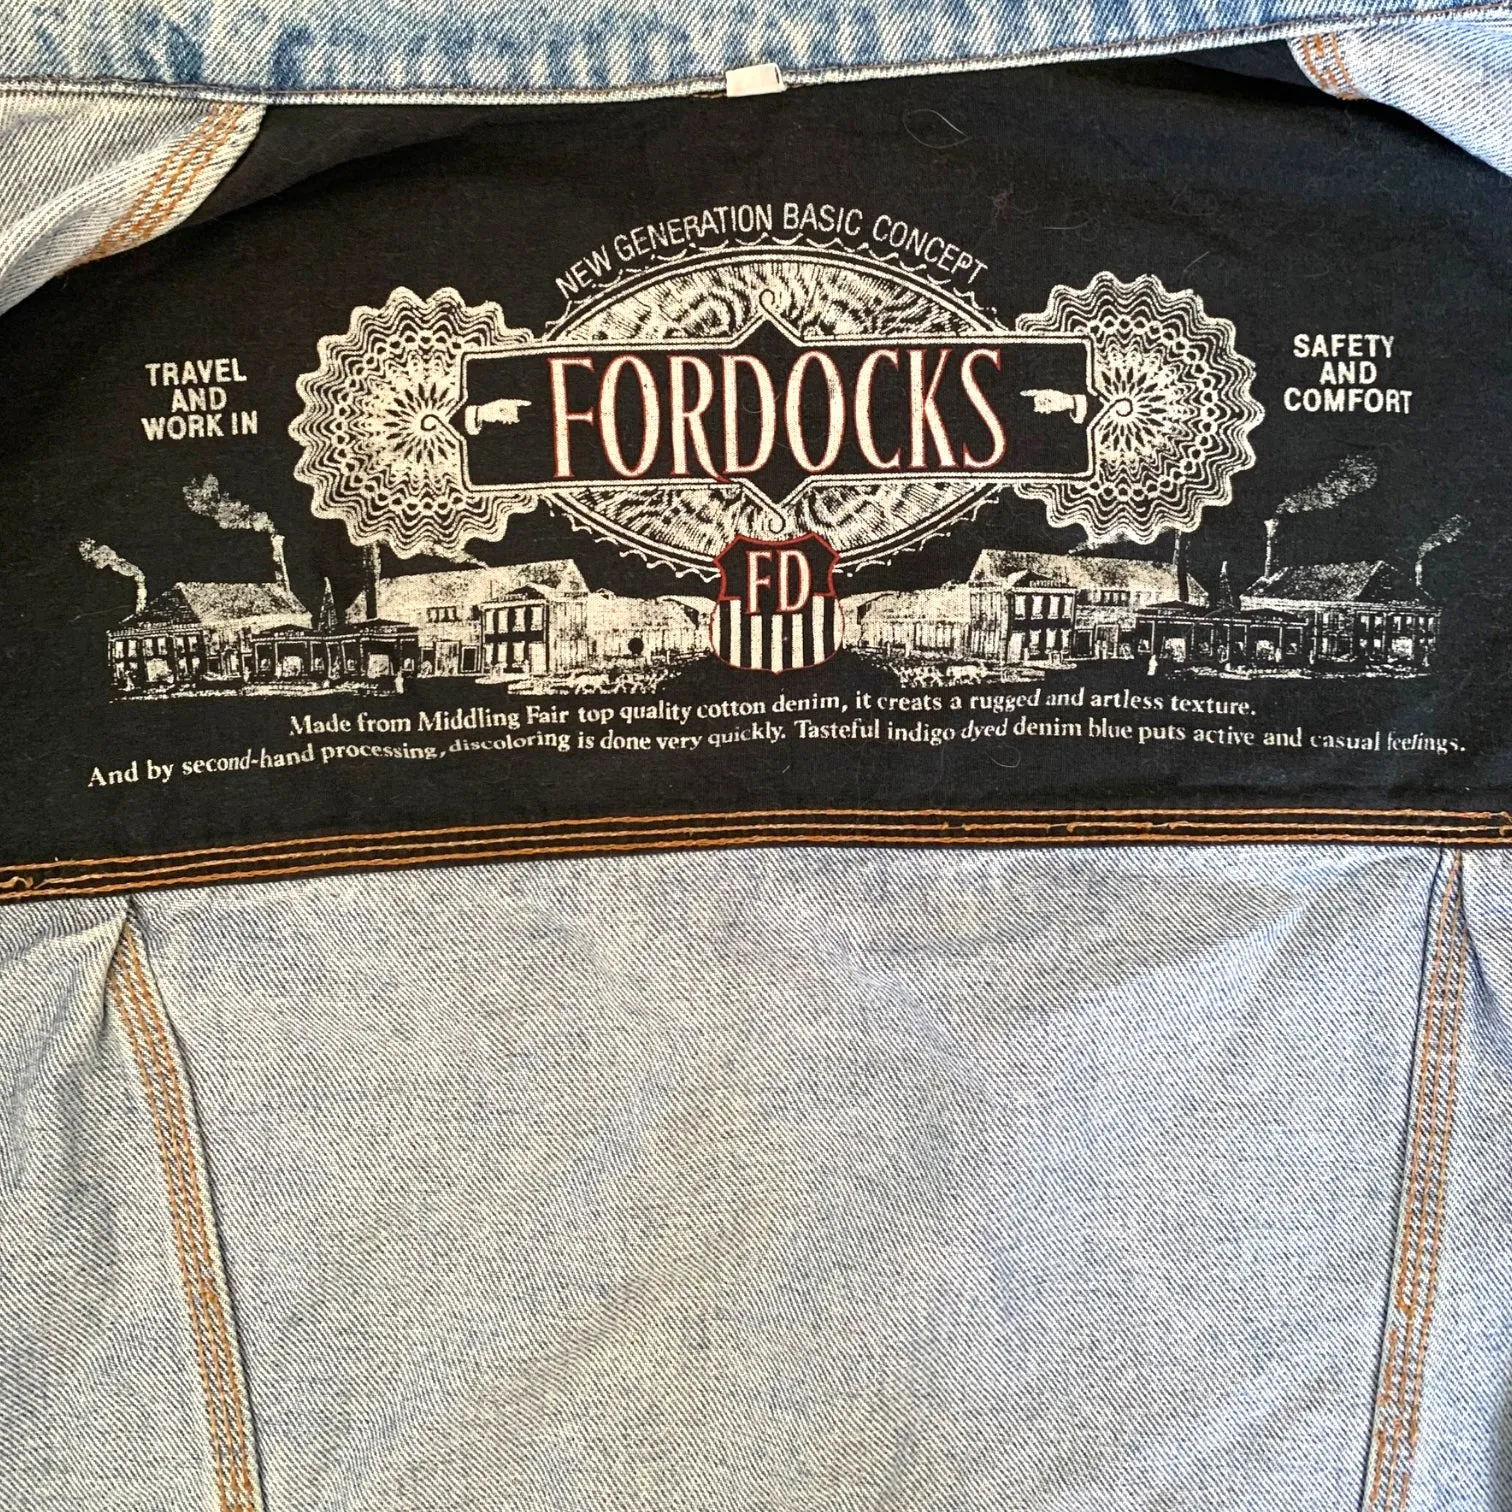 NEW GENERATION BASIC CONCEPT
FORDOCKS
TRAVEL
AND
WORK IN
SAFETY
AND
COMFORT
FD
Made from Middling Fair top quality cotton denim, it creats a rugged and artless texture.
And by second-hand processing, discoloring is done very quickly. Tasteful indigo dyed denim blue puts active and casual feelings.